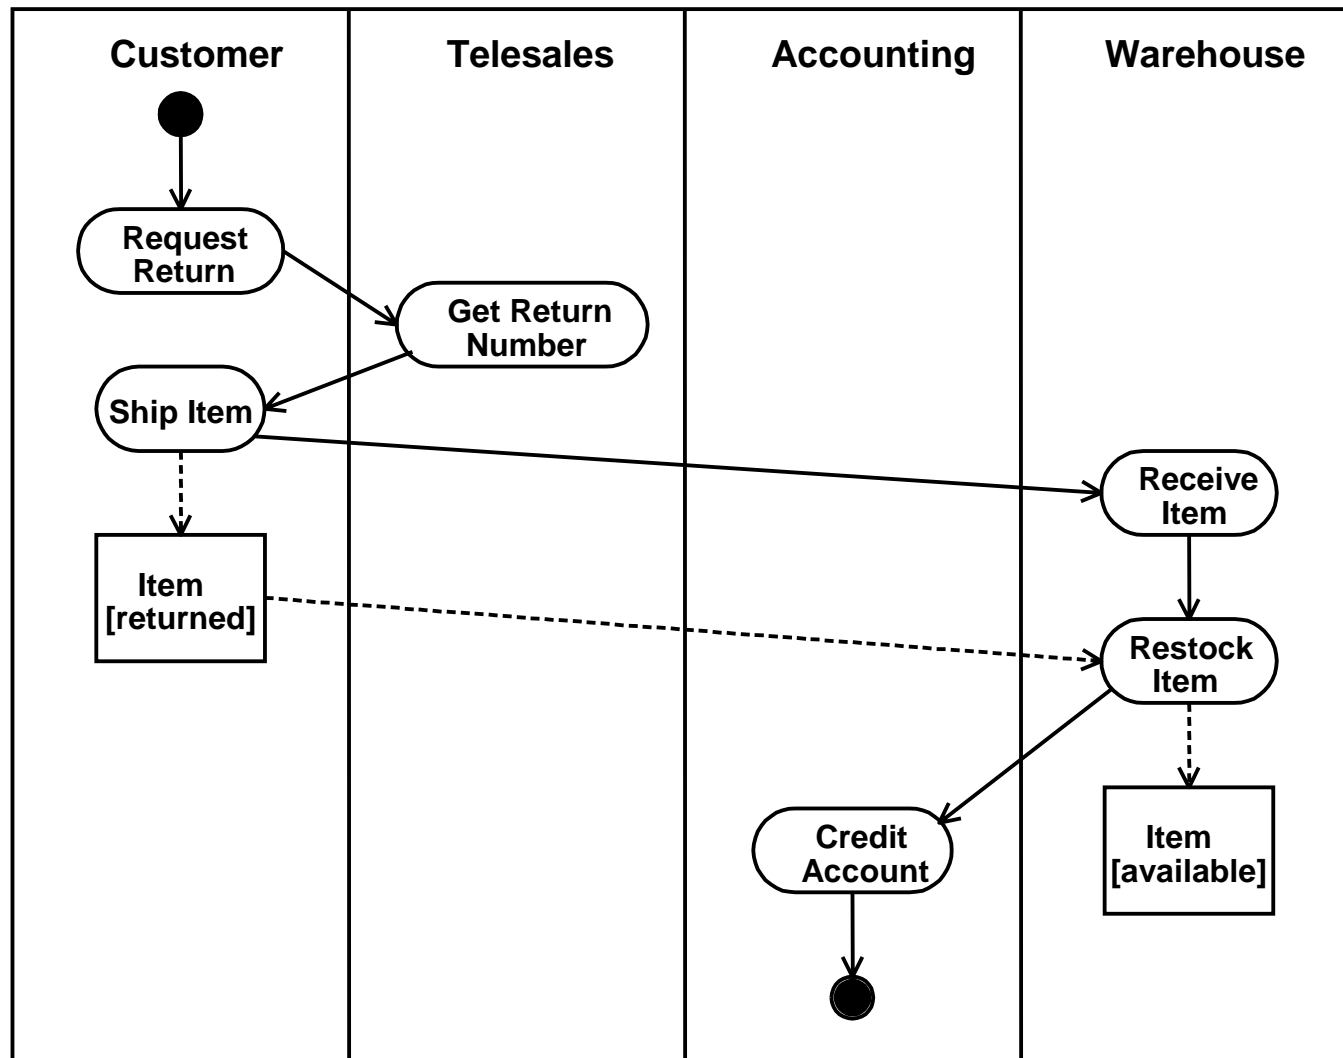 Customer
Telesales
Accounting
Warehouse
Request
Return
Get Return
Number
Ship Item
Receive
Item
Item
[returned]
Restock
Item
Credit
Account
Item
[available]